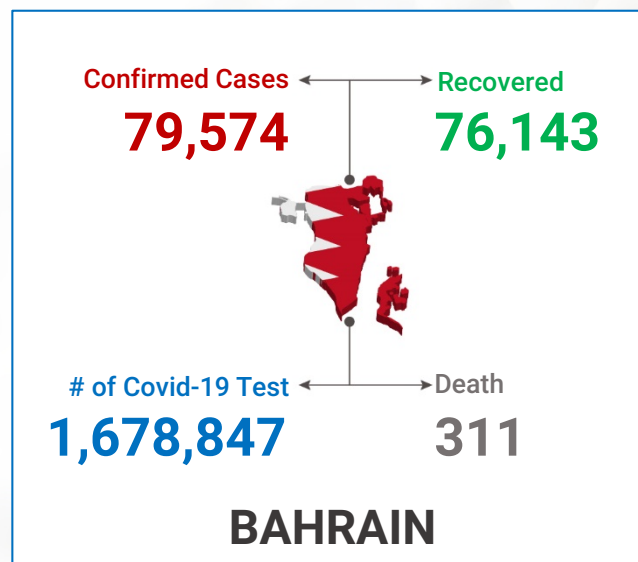 Confirmed Cases
79,574
Recovered
76,143
# of Covid-19 Test
1,678,847
Death
311
BAHRAIN